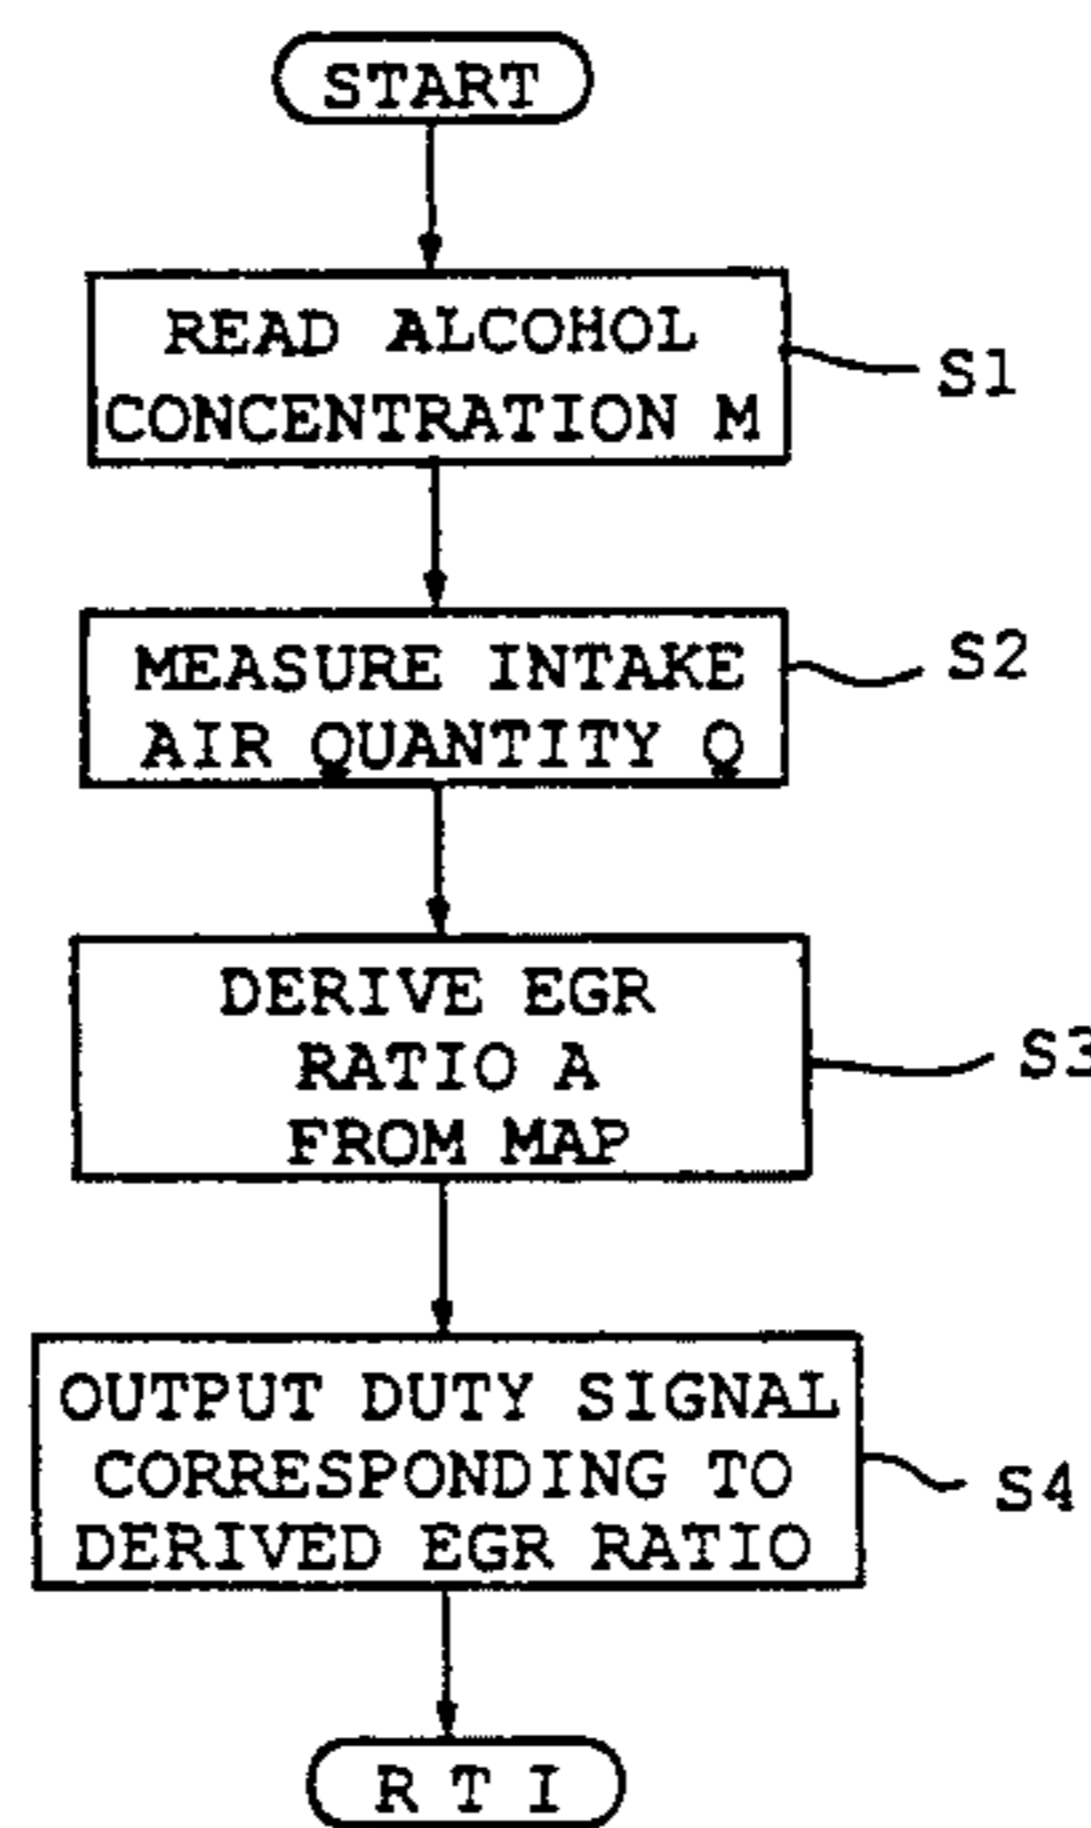 START
READ ALCOHOL
CONCENTRATION M
S1
MEASURE INTAKE
AIR QUANTITY Q
S2
DERIVE EGR
RATIO A
FROM MAP
S3
OUTPUT DUTY SIGNAL
CORRESPONDING TO
DERIVED EGR RATIO
S4
R T I